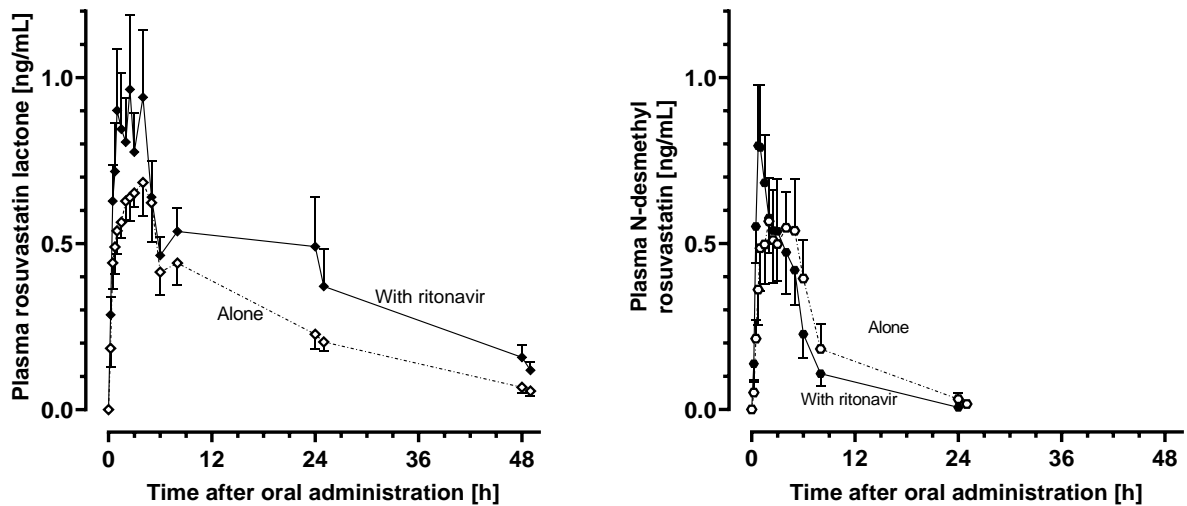 Plasma rosuvastatin lactone [ng/mL]
1.0
0.5
0.0
With ritonavir
Alone
0
12
24
36
48
Time after oral administration [h]
Plasma N-desmethyl
rosuvastatin [ng/mL]
1.0
0.5
0.0
Alone
With ritonavir
0
12
24
36
48
Time after oral administration [h]